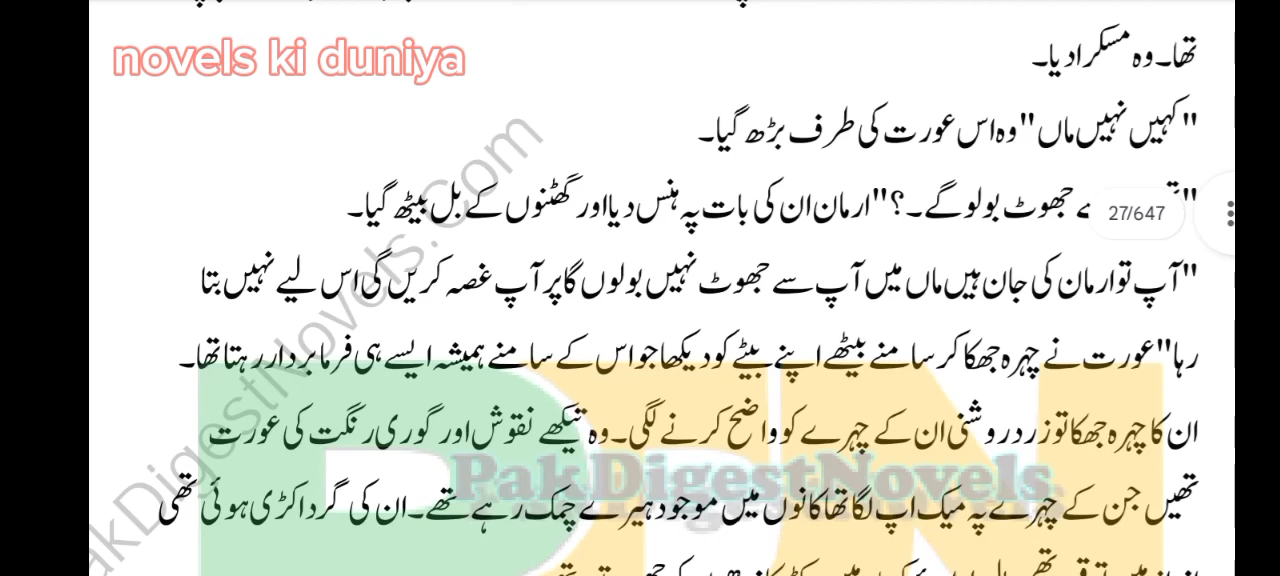 novels ki duniya
تھا۔ وہ مسکرا دیا۔
"کہیں نہیں ماں" وہ اس عورت کی طرف بڑھ گیا۔
جھوٹ بولو گے۔؟" ارمان ان کی بات پہ ہنس دیا اور گھٹنوں کے بل بیٹھ گیا۔
27/647
"آپ تو ارمان کی جان ہیں ماں میں آپ سے جھوٹ نہیں بولوں گا پر آپ غصہ کریں گی اس لیے نہیں بتا
رہا" عورت نے چہرہ جھکا کر سامنے بیٹھے اپنے بیٹے کو دیکھا جو اس کے سامنے ہمیشہ ایسے ہی فرمابردار رہتا تھا۔
ان کا چہرہ جھکا تو زرد روشنی ان کے چہرے کو واضح کرنے لگی۔ وہ تیکھے نقوش اور گوری رنگت کی عورت
تھیں جن کے چہرے پہ میک اپ لگا تھا کانوں میں موجود ہیرے چمک رہے تھے۔ ان کی گرد اکڑی ہوئی تھی
PakDigestNovels.Com
PDN
PakDigestNovels.